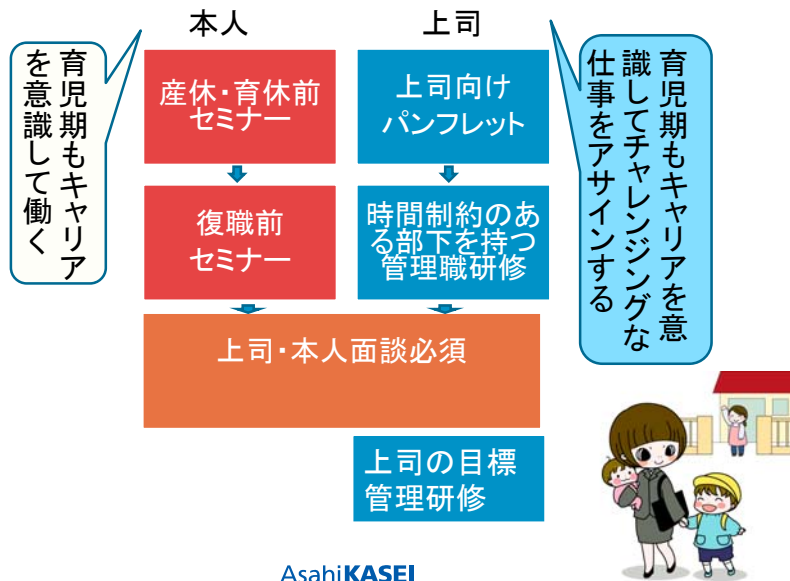 本人
上司
育児期もキャリア
を意識して働く
産休・育休前
セミナー
上司向け
パンフレット
育児期もキャリアを意
識してチャレンジングな
仕事をアサインする
復職前
セミナー
時間制約のあ
る部下を持つ
管理職研修
上司・本人面談必須
上司の目標
管理研修
AsahiKASEI